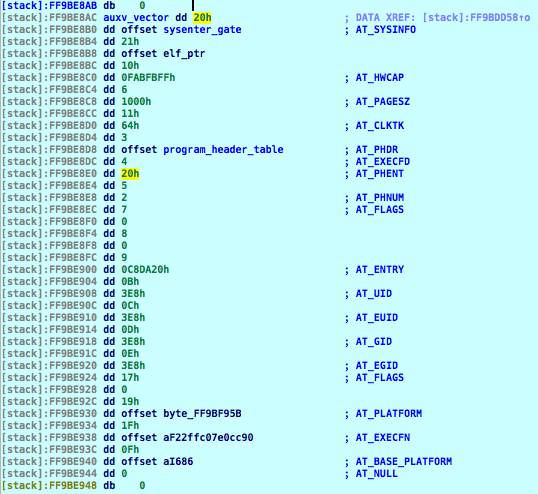 [stack]:FF9BE8AB db    0
[stack]:FF9BE8AC auxv_vector dd 20h ; DATA XREF: [stack]:FF9BDD58↑o
[stack]:FF9BE8B0 dd offset sysenter_gate ; AT_SYSINFO
[stack]:FF9BE8B4 dd 21h
[stack]:FF9BE8B8 dd offset elf_ptr
[stack]:FF9BE8BC dd 10h
[stack]:FF9BE8C0 dd 0FABFBFFh ; AT_HWCAP
[stack]:FF9BE8C4 dd 6
[stack]:FF9BE8C8 dd 1000h ; AT_PAGESZ
[stack]:FF9BE8CC dd 11h
[stack]:FF9BE8D0 dd 64h ; AT_CLKTK
[stack]:FF9BE8D4 dd 3
[stack]:FF9BE8D8 dd offset program_header_table ; AT_PHDR
[stack]:FF9BE8DC dd 4 ; AT_EXECFD
[stack]:FF9BE8E0 dd 20h ; AT_PHENT
[stack]:FF9BE8E4 dd 5
[stack]:FF9BE8E8 dd 2 ; AT_PHNUM
[stack]:FF9BE8EC dd 7 ; AT_FLAGS
[stack]:FF9BE8F0 dd 0
[stack]:FF9BE8F4 dd 8
[stack]:FF9BE8F8 dd 0
[stack]:FF9BE8FC dd 9
[stack]:FF9BE900 dd 0C8DA20h ; AT_ENTRY
[stack]:FF9BE904 dd 0Bh
[stack]:FF9BE908 dd 3E8h ; AT_UID
[stack]:FF9BE90C dd 0Ch
[stack]:FF9BE910 dd 3E8h ; AT_EUID
[stack]:FF9BE914 dd 0Dh
[stack]:FF9BE918 dd 3E8h ; AT_GID
[stack]:FF9BE91C dd 0Eh
[stack]:FF9BE920 dd 3E8h ; AT_EGID
[stack]:FF9BE924 dd 17h ; AT_FLAGS
[stack]:FF9BE928 dd 0
[stack]:FF9BE92C dd 19h
[stack]:FF9BE930 dd offset byte_FF9BF95B ; AT_PLATFORM
[stack]:FF9BE934 dd 1Fh
[stack]:FF9BE938 dd offset aF22ffc07e0cc90 ; AT_EXECFN
[stack]:FF9BE93C dd 0Fh
[stack]:FF9BE940 dd offset aI686 ; AT_BASE_PLATFORM
[stack]:FF9BE944 dd 0 ; AT_NULL
[stack]:FF9BE948 db    0